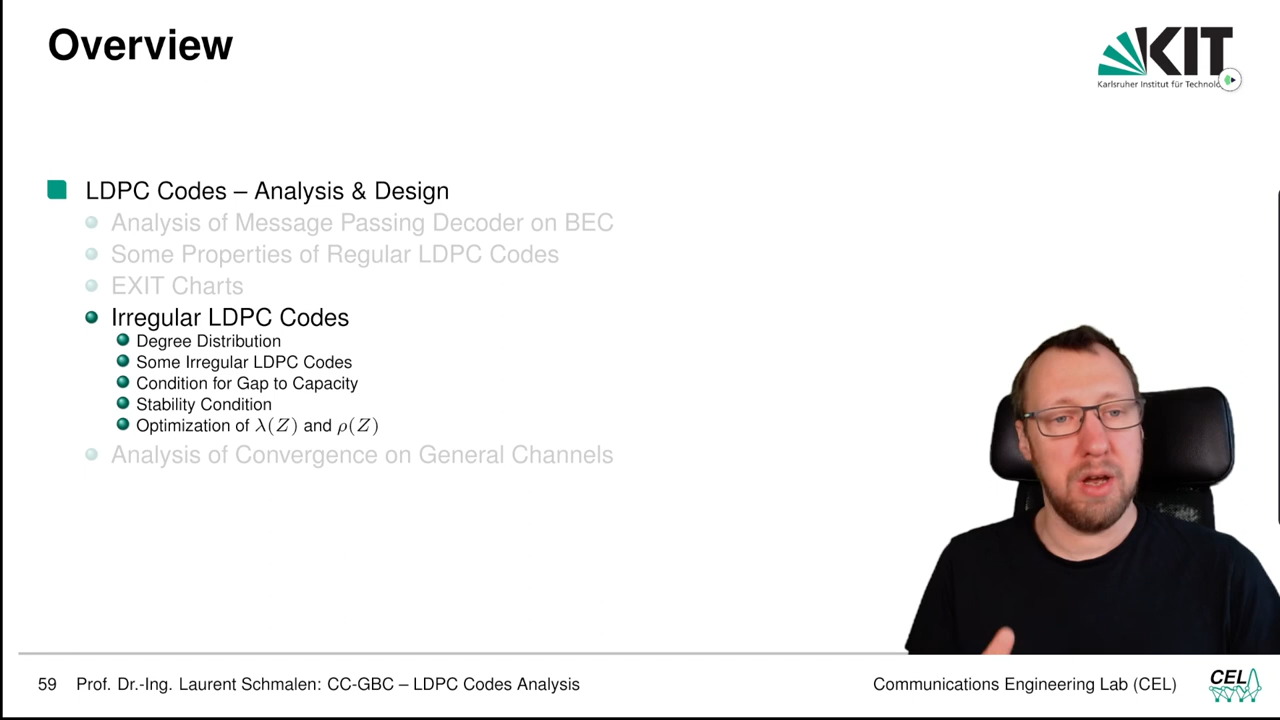 Overview
KIT
Karlsruher Institut für Technolo
LDPC Codes – Analysis & Design
Analysis of Message Passing Decoder on BEC
Some Properties of Regular LDPC Codes
EXIT Charts
Irregular LDPC Codes
Degree Distribution
Some Irregular LDPC Codes
Condition for Gap to Capacity
Stability Condition
Optimization of λ(Z) and ρ(Z)
Analysis of Convergence on General Channels
59 Prof. Dr.-Ing. Laurent Schmalen: CC-GBC – LDPC Codes Analysis
Communications Engineering Lab (CEL)
CEL